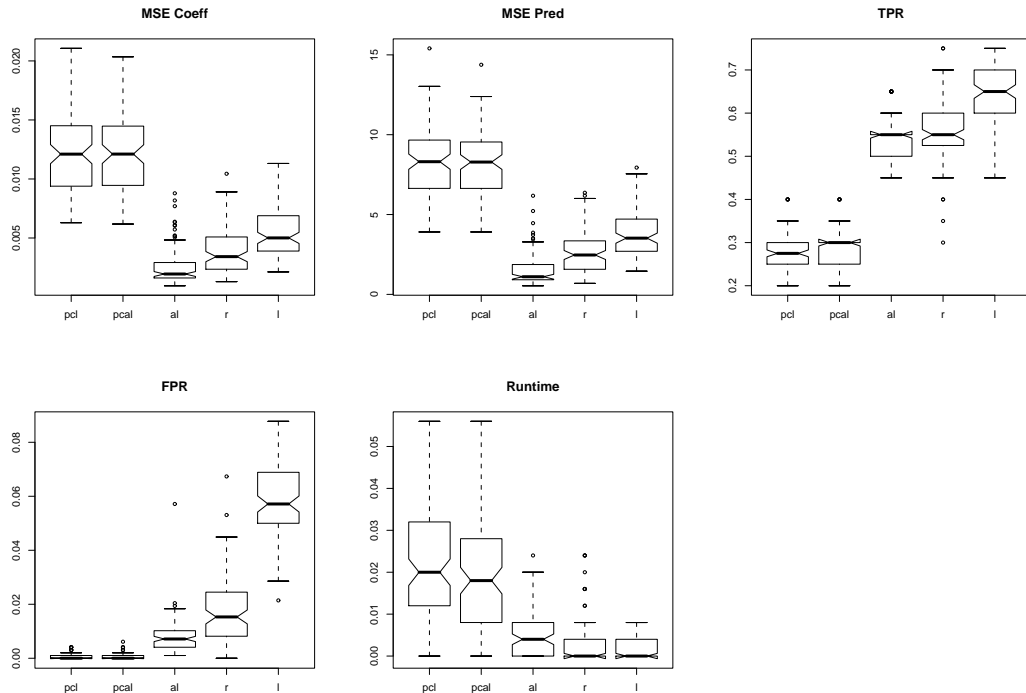 MSE Coeff
0.005 0.010 0.015 0.020
pcl pcal al r l
MSE Pred
0 5 10 15
pcl pcal al r l
TPR
0.2 0.3 0.4 0.5 0.6 0.7
pcl pcal al r l
FPR
0.00 0.02 0.04 0.06 0.08
pcl pcal al r l
Runtime
0.00 0.01 0.02 0.03 0.04 0.05
pcl pcal al r l